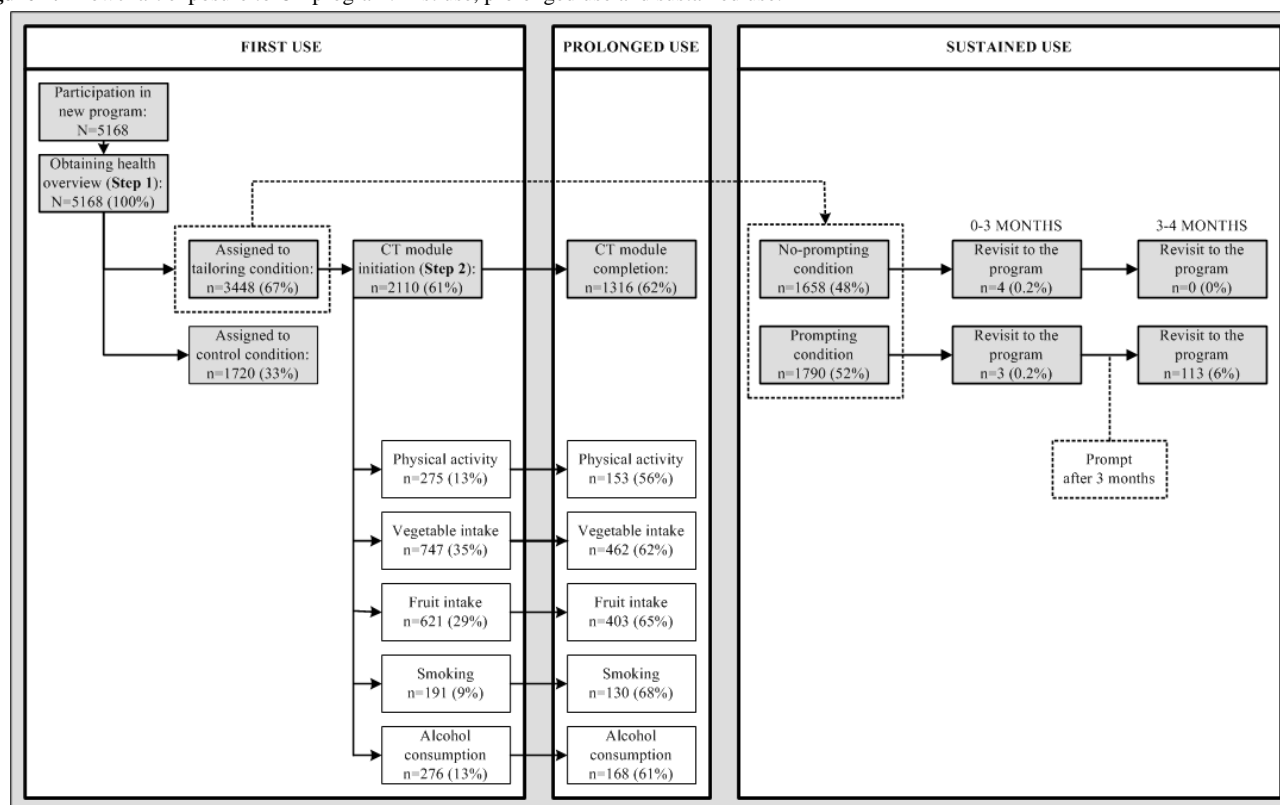 FIRST USE
Participation in
new program:
N=5168
Obtaining health
overview (Step 1):
N=5168 (100%)
Assigned to
tailoring condition:
n=3448 (67%)
Assigned to
control condition:
n=1720 (33%)
CT module
initiation (Step 2):
n=2110 (61%)
Physical activity
n=275 (13%)
Vegetable intake
n=747 (35%)
Fruit intake
n=621 (29%)
Smoking
n=191 (9%)
Alcohol
consumption
n=276 (13%)
PROLONGED USE
CT module
completion:
n=1316 (62%)
Physical activity
n=153 (56%)
Vegetable intake
n=462 (62%)
Fruit intake
n=403 (65%)
Smoking
n=130 (68%)
Alcohol
consumption
n=168 (61%)
SUSTAINED USE
No-prompting
condition
n=1658 (48%)
Prompting
condition
n=1790 (52%)
0-3 MONTHS
Revisit to the
program
n=4 (0.2%)
Revisit to the
program
n=3 (0.2%)
3-4 MONTHS
Revisit to the
program
n=0 (0%)
Revisit to the
program
n=113 (6%)
Prompt
after 3 months